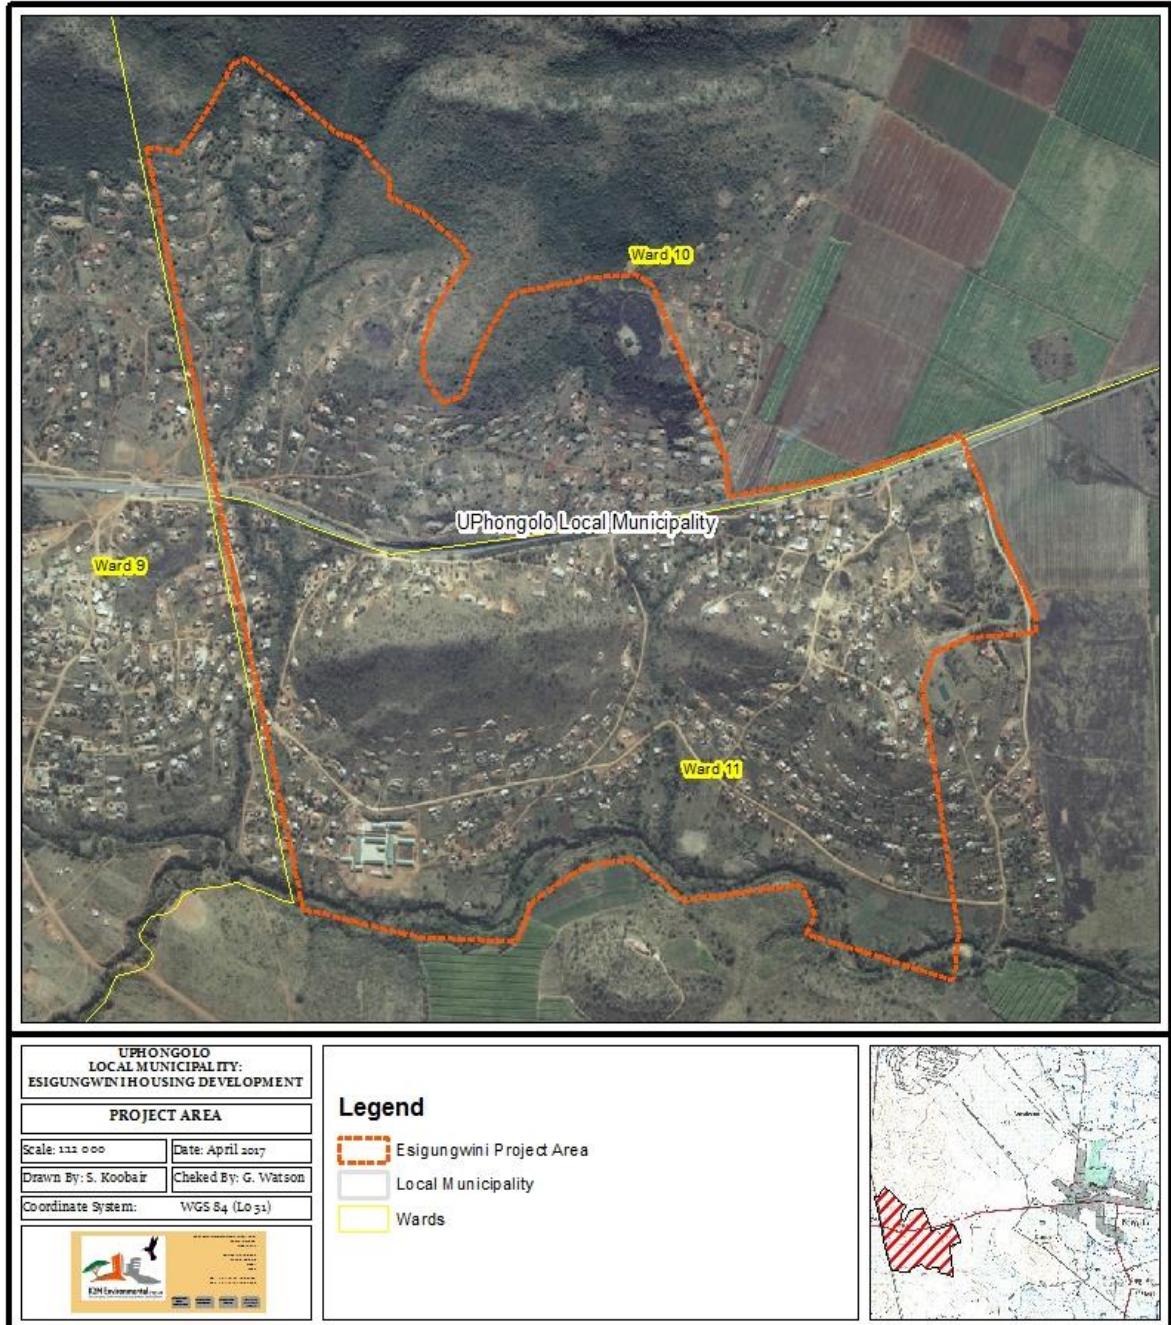 Ward 10
UPhongolo Local Municipality
Ward 9
Ward 11
UPHONGOLO
LOCAL MUNICIPALITY:
ESIGUNGWINI HOUSING DEVELOPMENT
PROJECT AREA
Scale: 1:12 000
Date: April 2017
Drawn By: S. Koobair
Cheked By: G. Watson
Coordinate System: WGS 84 (Lo 31)
K2M Environmental
Legend
Esigungwini Project Area
Local Municipality
Wards